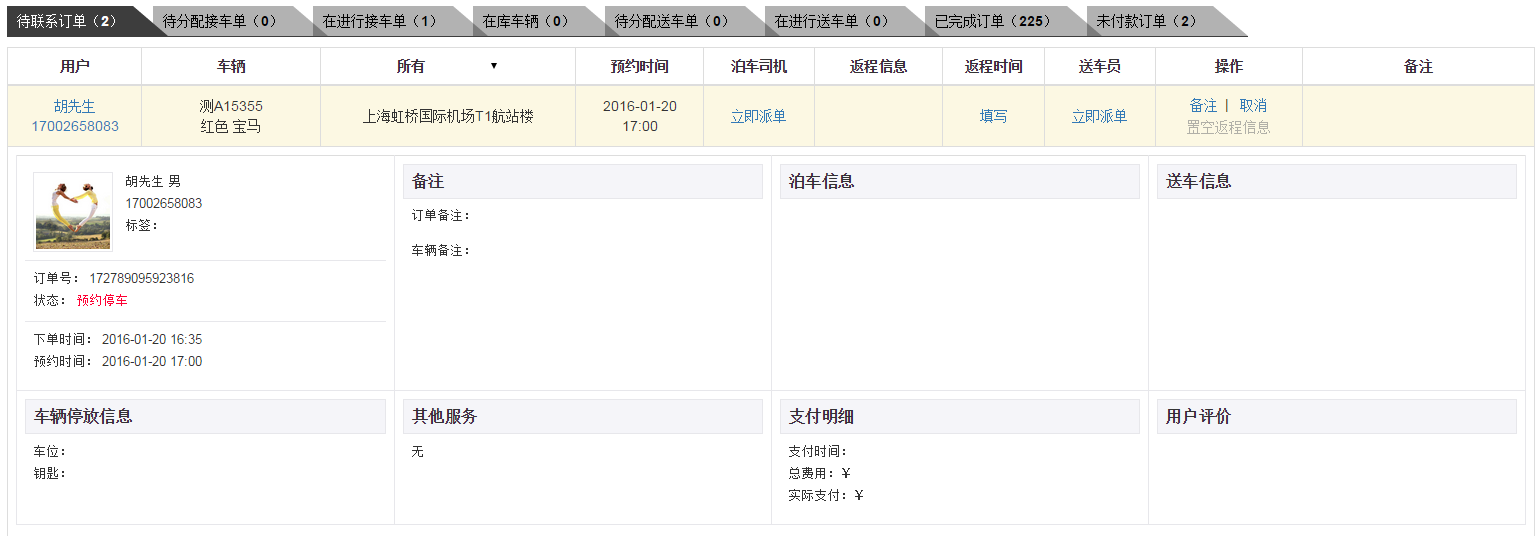 待联系订单（2） 待分配接车单（0） 在进行接车单（1） 在库车辆（0） 待分配送车单（0） 在进行送车单（0） 已完成订单（225） 未付款订单（2）
用户 车辆 所有 ▼ 预约时间 泊车司机 返程信息 返程时间 送车员 操作 备注
胡先生 测A15355 上海虹桥国际机场T1航站楼 2016-01-20 立即派单 填写 立即派单 备注 | 取消
17002658083 红色 宝马 17:00 置空返程信息
胡先生 男
17002658083
标签：
订单号： 172789095923816
状态： 预约停车
下单时间： 2016-01-20 16:35
预约时间： 2016-01-20 17:00
备注
订单备注：
车辆备注：
泊车信息
送车信息
车辆停放信息
车位：
钥匙：
其他服务
无
支付明细
支付时间：
总费用：￥
实际支付：￥
用户评价